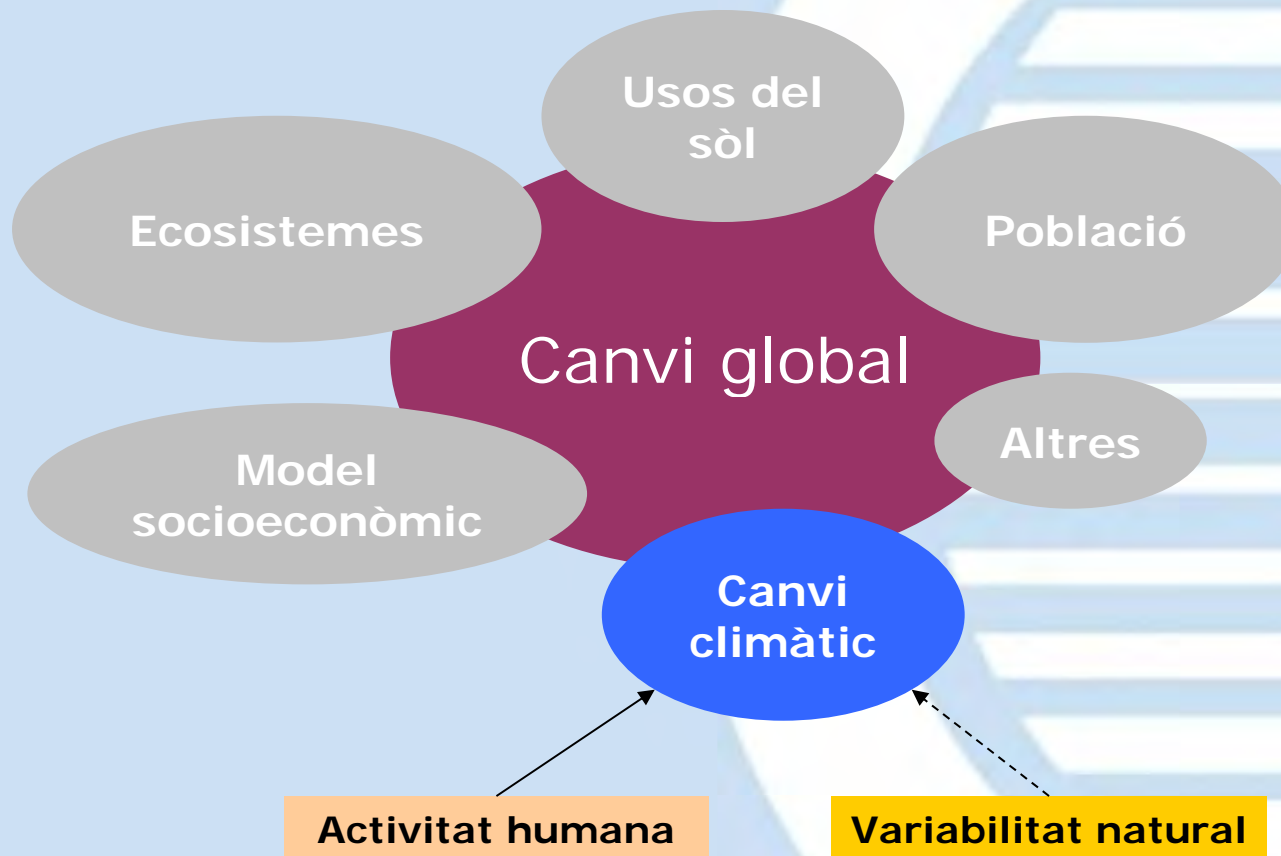 Usos del
sòl
Ecosistemes
Població
Canvi global
Altres
Model
socioeconòmic
Canvi
climàtic
Activitat humana
Variabilitat natural